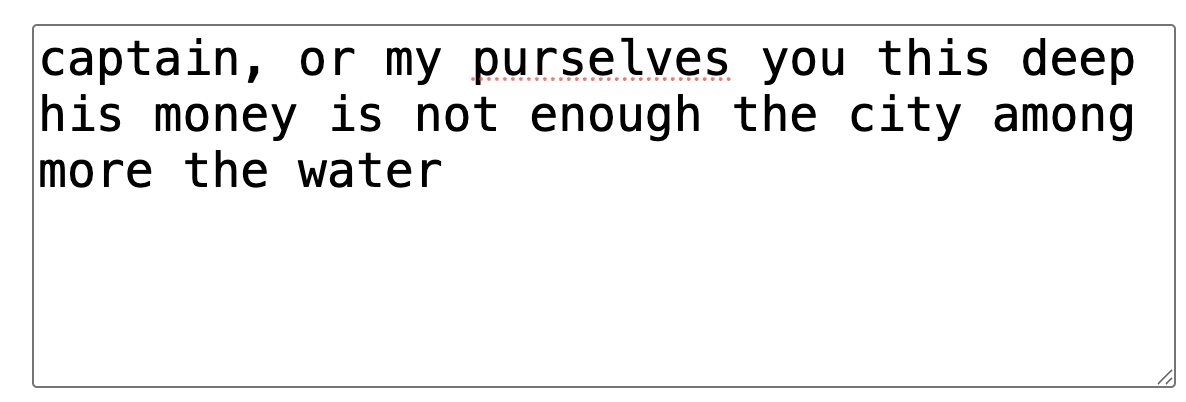 captain, or my purselves you this deep
his money is not enough the city among
more the water